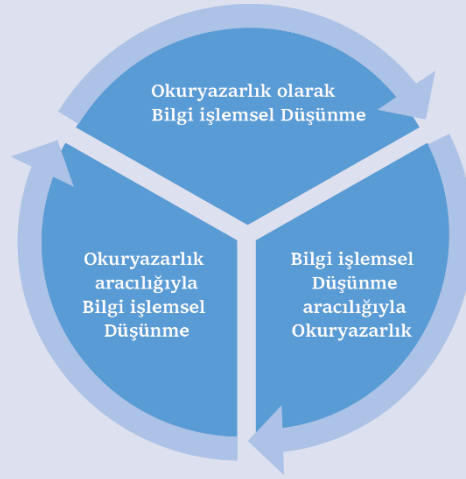 Okuryazarlık olarak
Bilgi işlemsel Düşünme
Okuryazarlık
aracılığıyla
Bilgi işlemsel
Düşünme
Bilgi işlemsel
Düşünme
aracılığıyla
Okuryazarlık